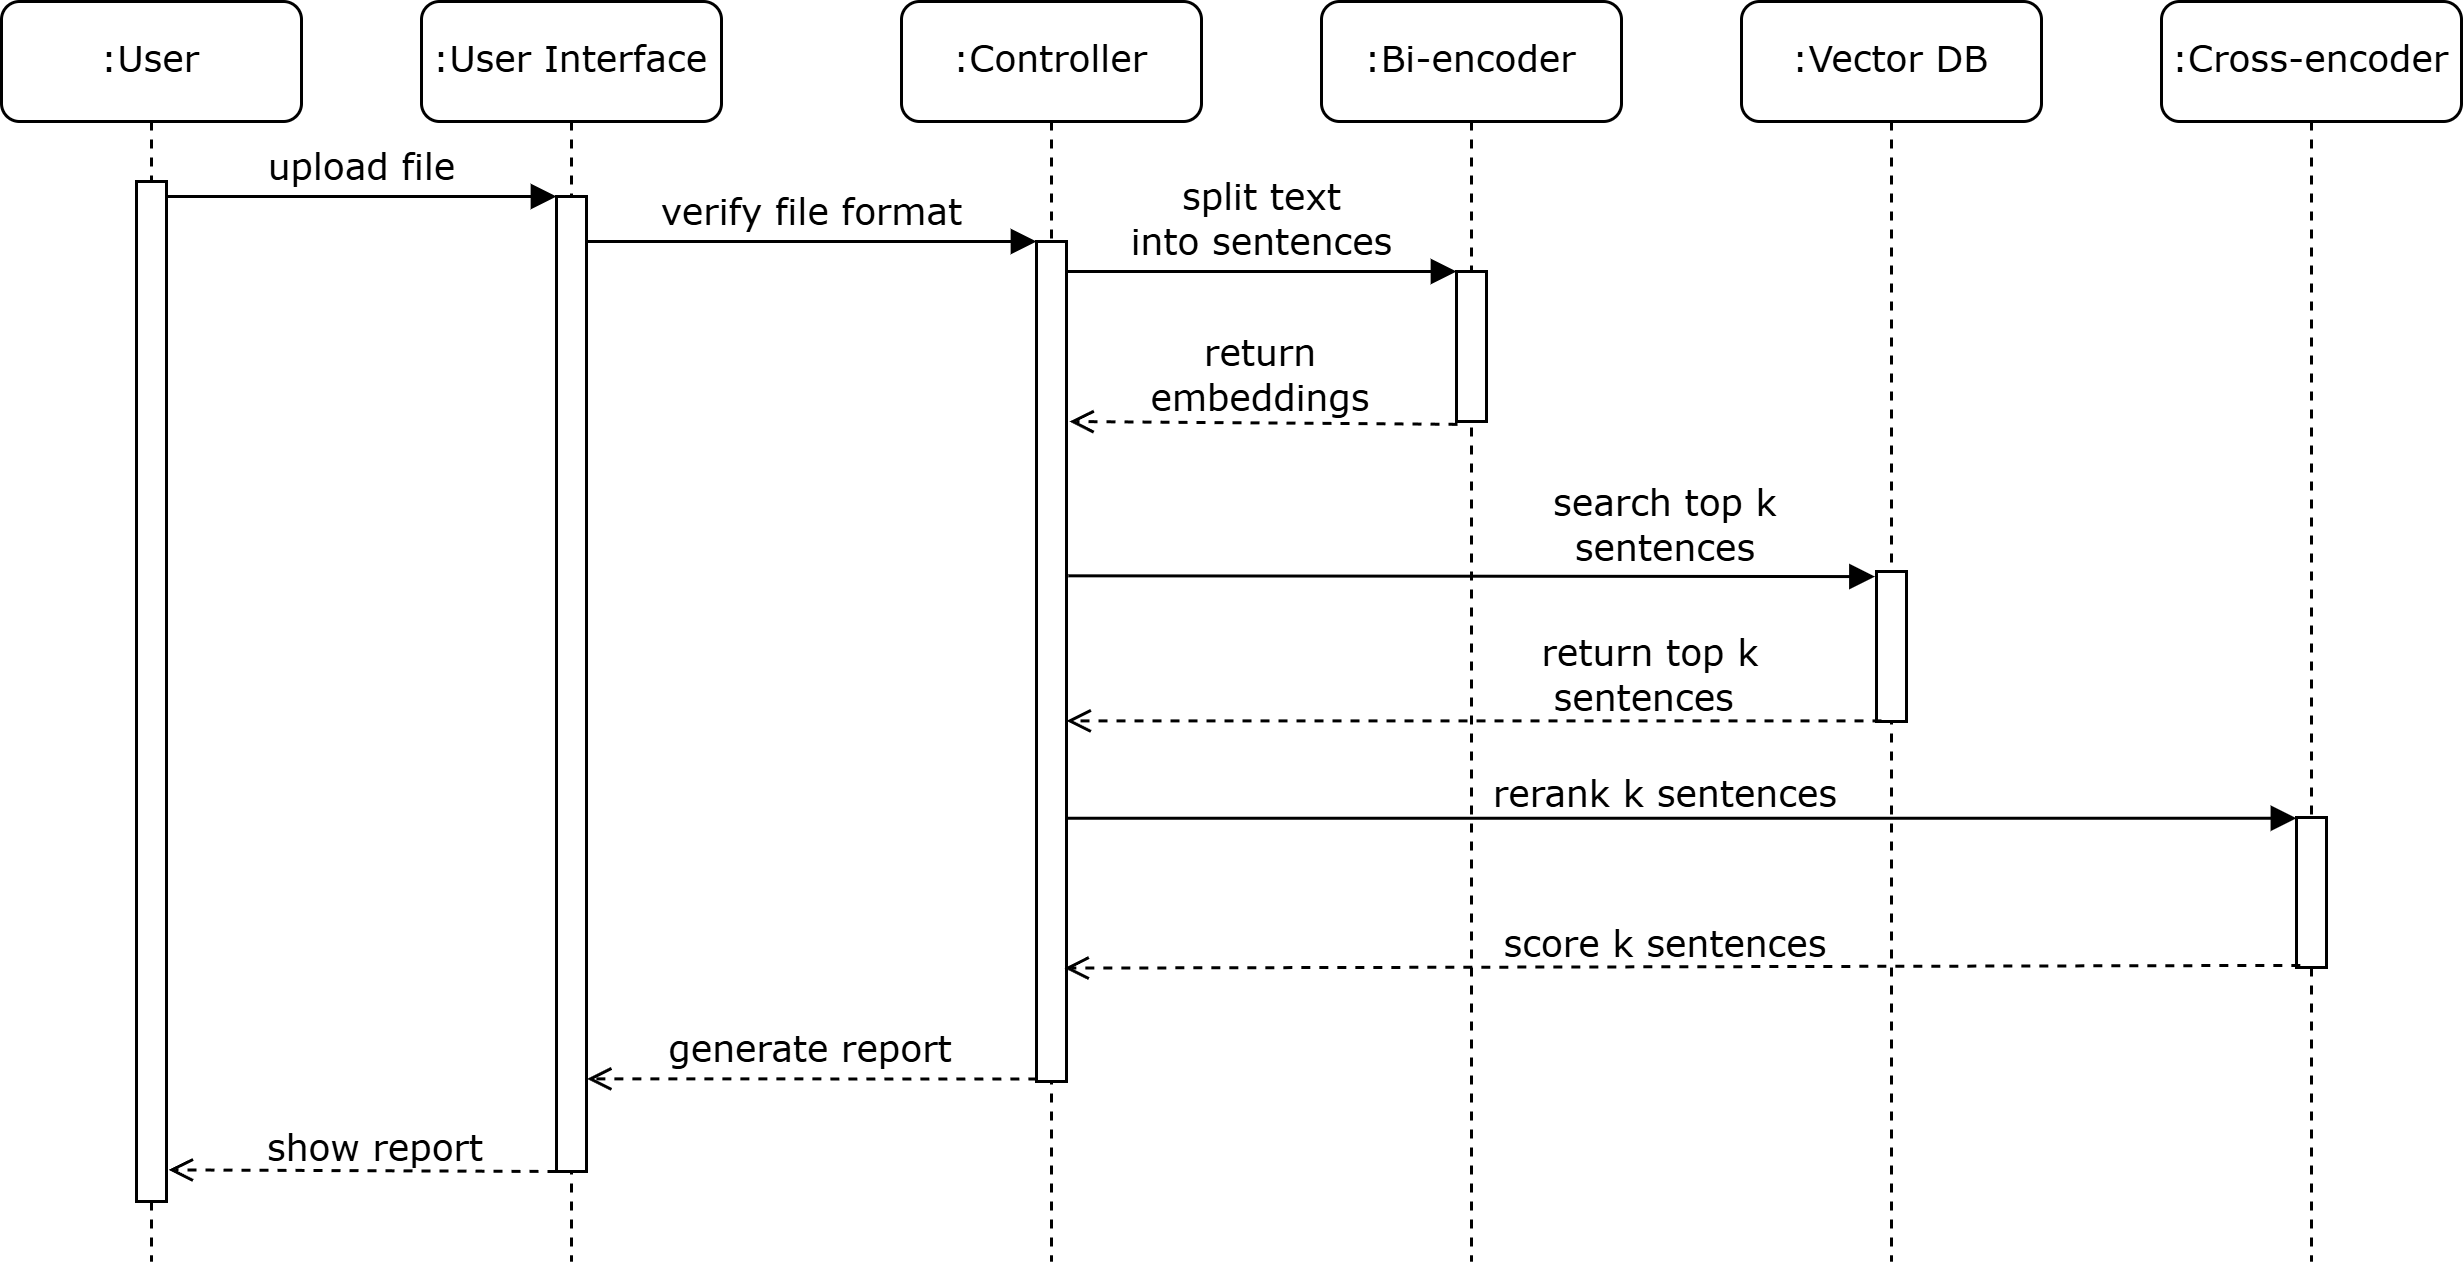 :User
:User Interface
:Controller
:Bi-encoder
:Vector DB
:Cross-encoder
upload file
verify file format
split text
into sentences
return
embeddings
search top k
sentences
return top k
sentences
rerank k sentences
score k sentences
generate report
show report